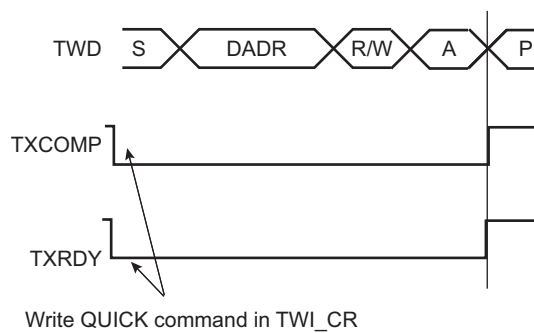 TWD S DADR R/W A P
TXCOMP
TXRDY
Write QUICK command in TWI_CR